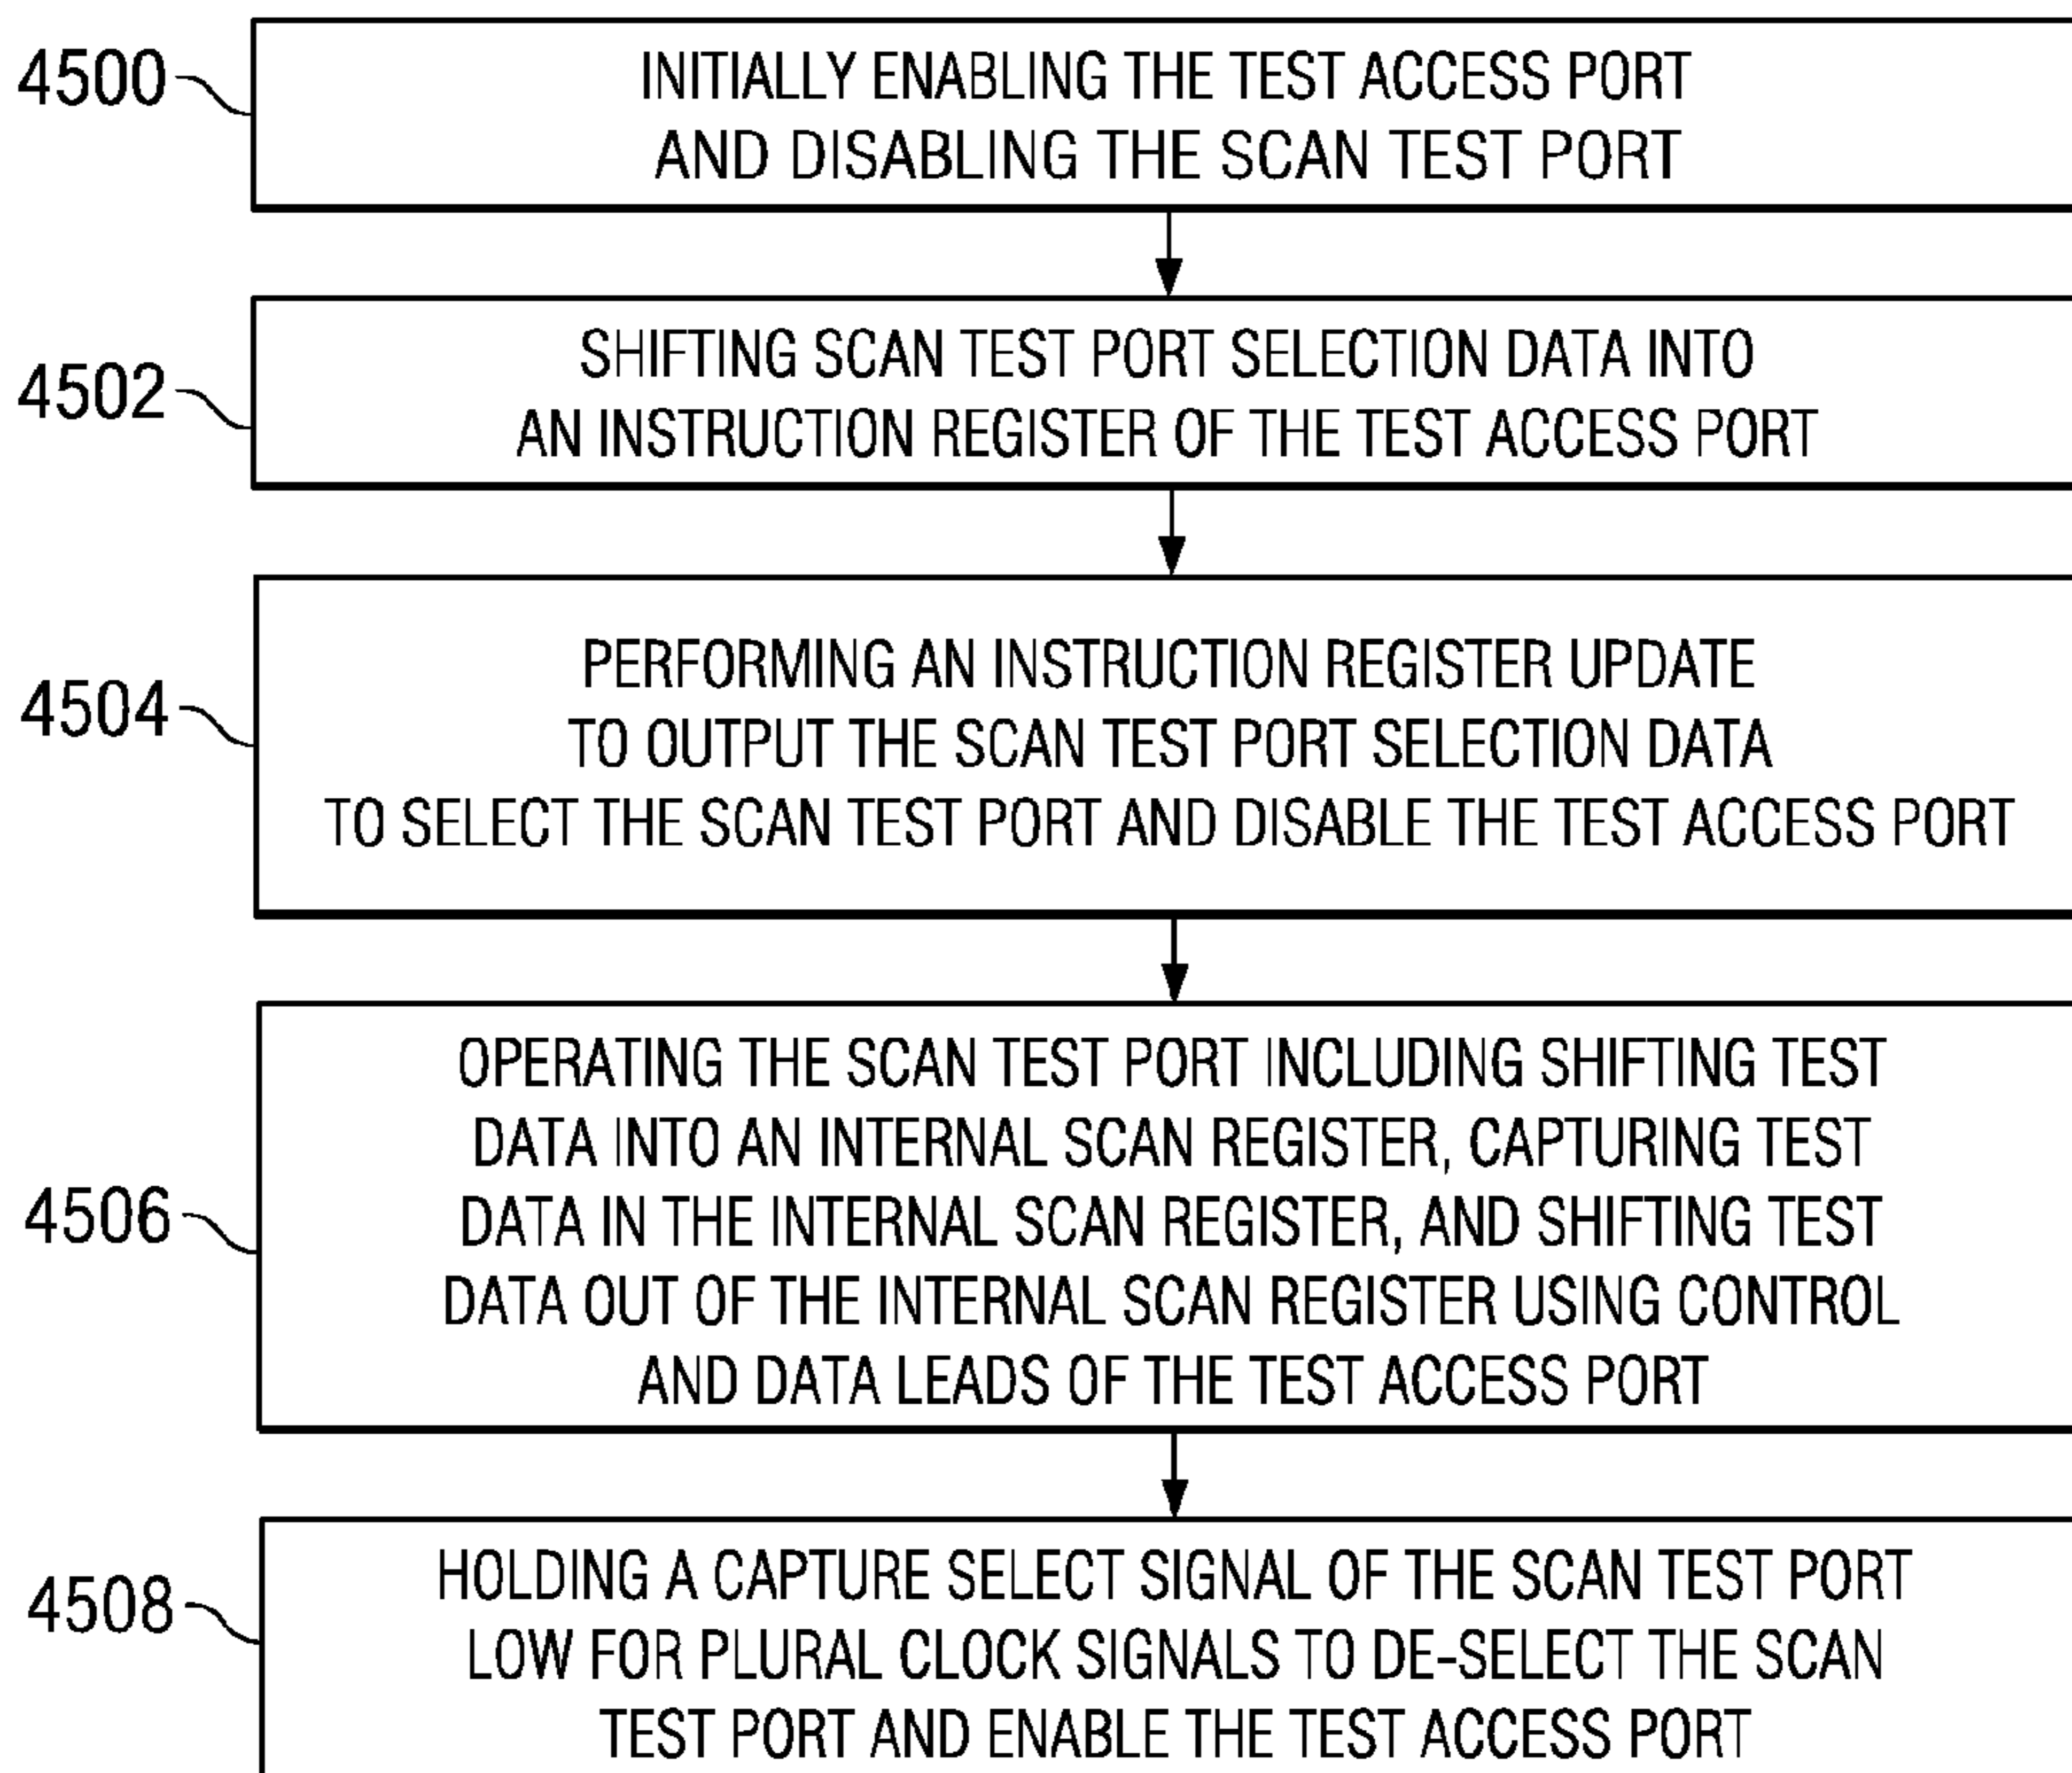 4500
INITIALLY ENABLING THE TEST ACCESS PORT
AND DISABLING THE SCAN TEST PORT
4502
SHIFTING SCAN TEST PORT SELECTION DATA INTO
AN INSTRUCTION REGISTER OF THE TEST ACCESS PORT
4504
PERFORMING AN INSTRUCTION REGISTER UPDATE
TO OUTPUT THE SCAN TEST PORT SELECTION DATA
TO SELECT THE SCAN TEST PORT AND DISABLE THE TEST ACCESS PORT
4506
OPERATING THE SCAN TEST PORT INCLUDING SHIFTING TEST
DATA INTO AN INTERNAL SCAN REGISTER, CAPTURING TEST
DATA IN THE INTERNAL SCAN REGISTER, AND SHIFTING TEST
DATA OUT OF THE INTERNAL SCAN REGISTER USING CONTROL
AND DATA LEADS OF THE TEST ACCESS PORT
4508
HOLDING A CAPTURE SELECT SIGNAL OF THE SCAN TEST PORT
LOW FOR PLURAL CLOCK SIGNALS TO DE-SELECT THE SCAN
TEST PORT AND ENABLE THE TEST ACCESS PORT